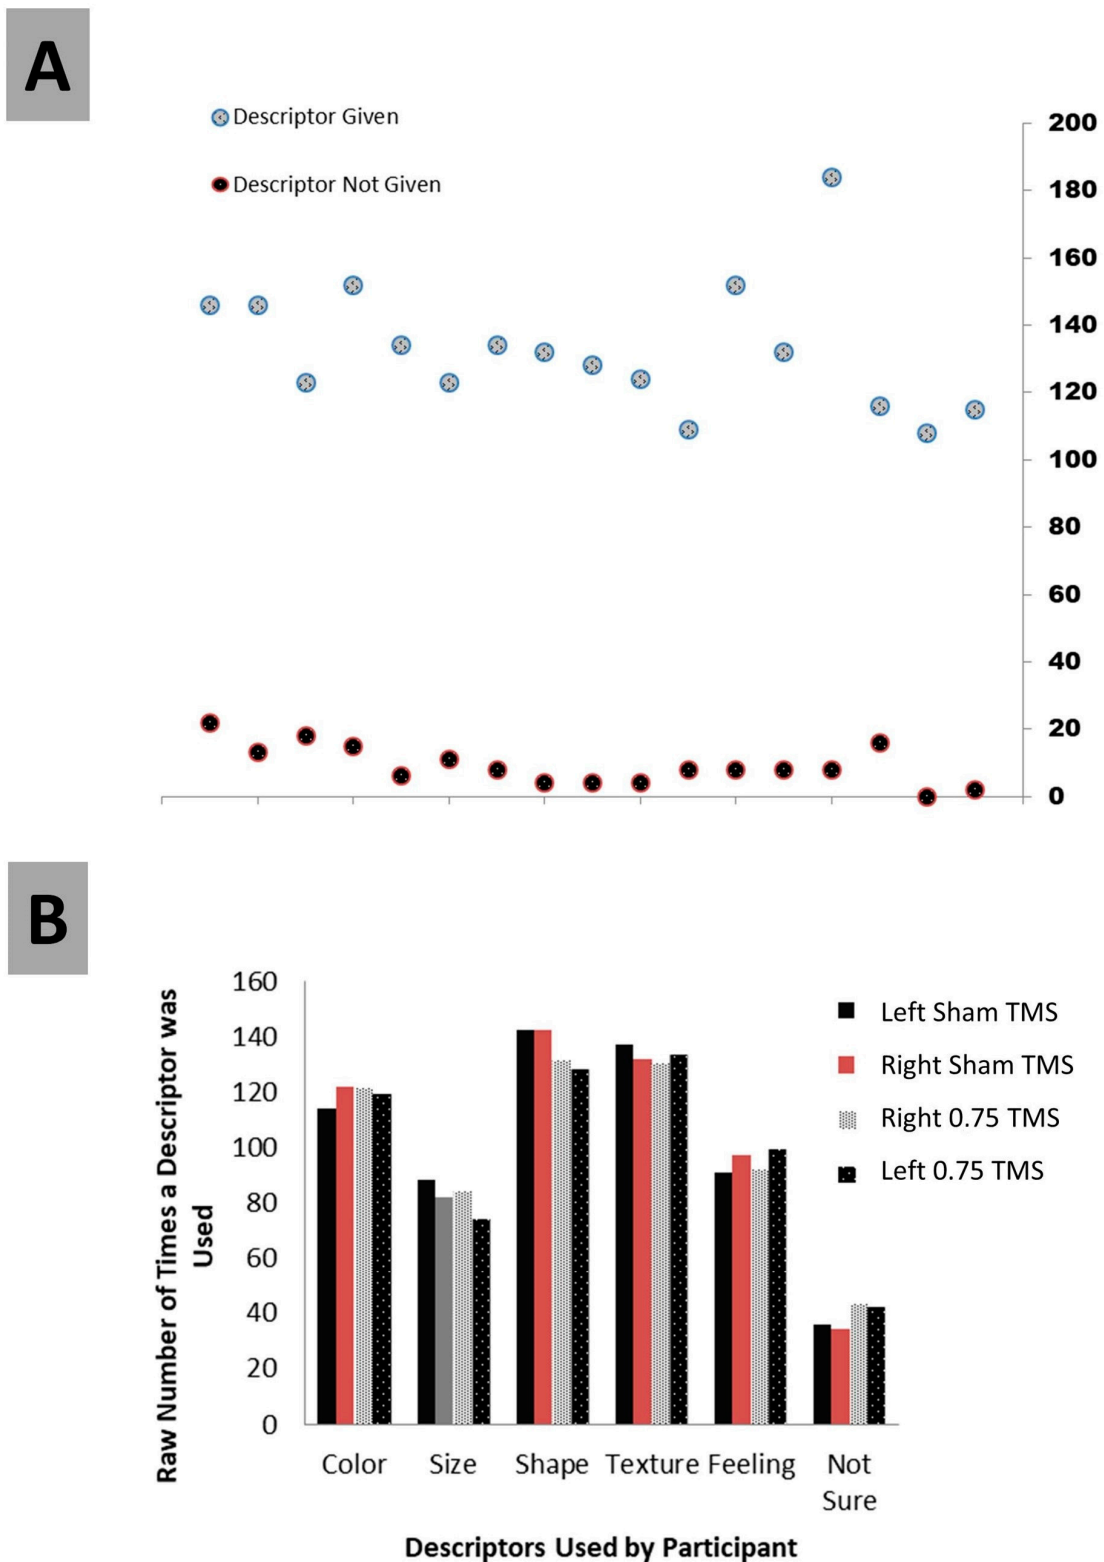 A
Descriptor Given
Descriptor Not Given
200
180
160
140
120
100
80
60
40
20
0
B
Raw Number of Times a Descriptor was
Used
160
140
120
100
80
60
40
20
0
Left Sham TMS
Right Sham TMS
Right 0.75 TMS
Left 0.75 TMS
Color Size Shape Texture Feeling Not
Sure
Descriptors Used by Participant